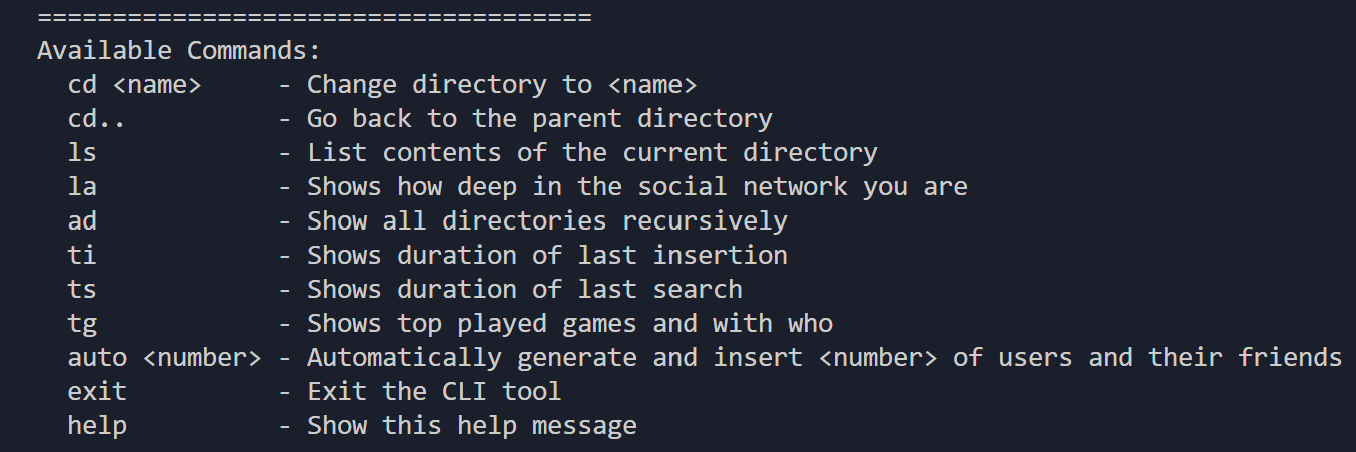 =====================================
Available Commands:
  cd <name>     - Change directory to <name>
  cd..          - Go back to the parent directory
  ls            - List contents of the current directory
  la            - Shows how deep in the social network you are
  ad            - Show all directories recursively
  ti            - Shows duration of last insertion
  ts            - Shows duration of last search
  tg            - Shows top played games and with who
  auto <number> - Automatically generate and insert <number> of users and their friends
  exit          - Exit the CLI tool
  help          - Show this help message